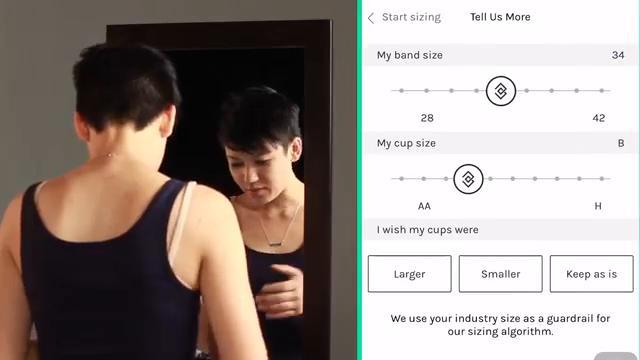 Start sizing
Tell Us More
My band size 34
28 42
My cup size B
AA H
I wish my cups were
Larger Smaller Keep as is
We use your industry size as a guardrail for
our sizing algorithm.